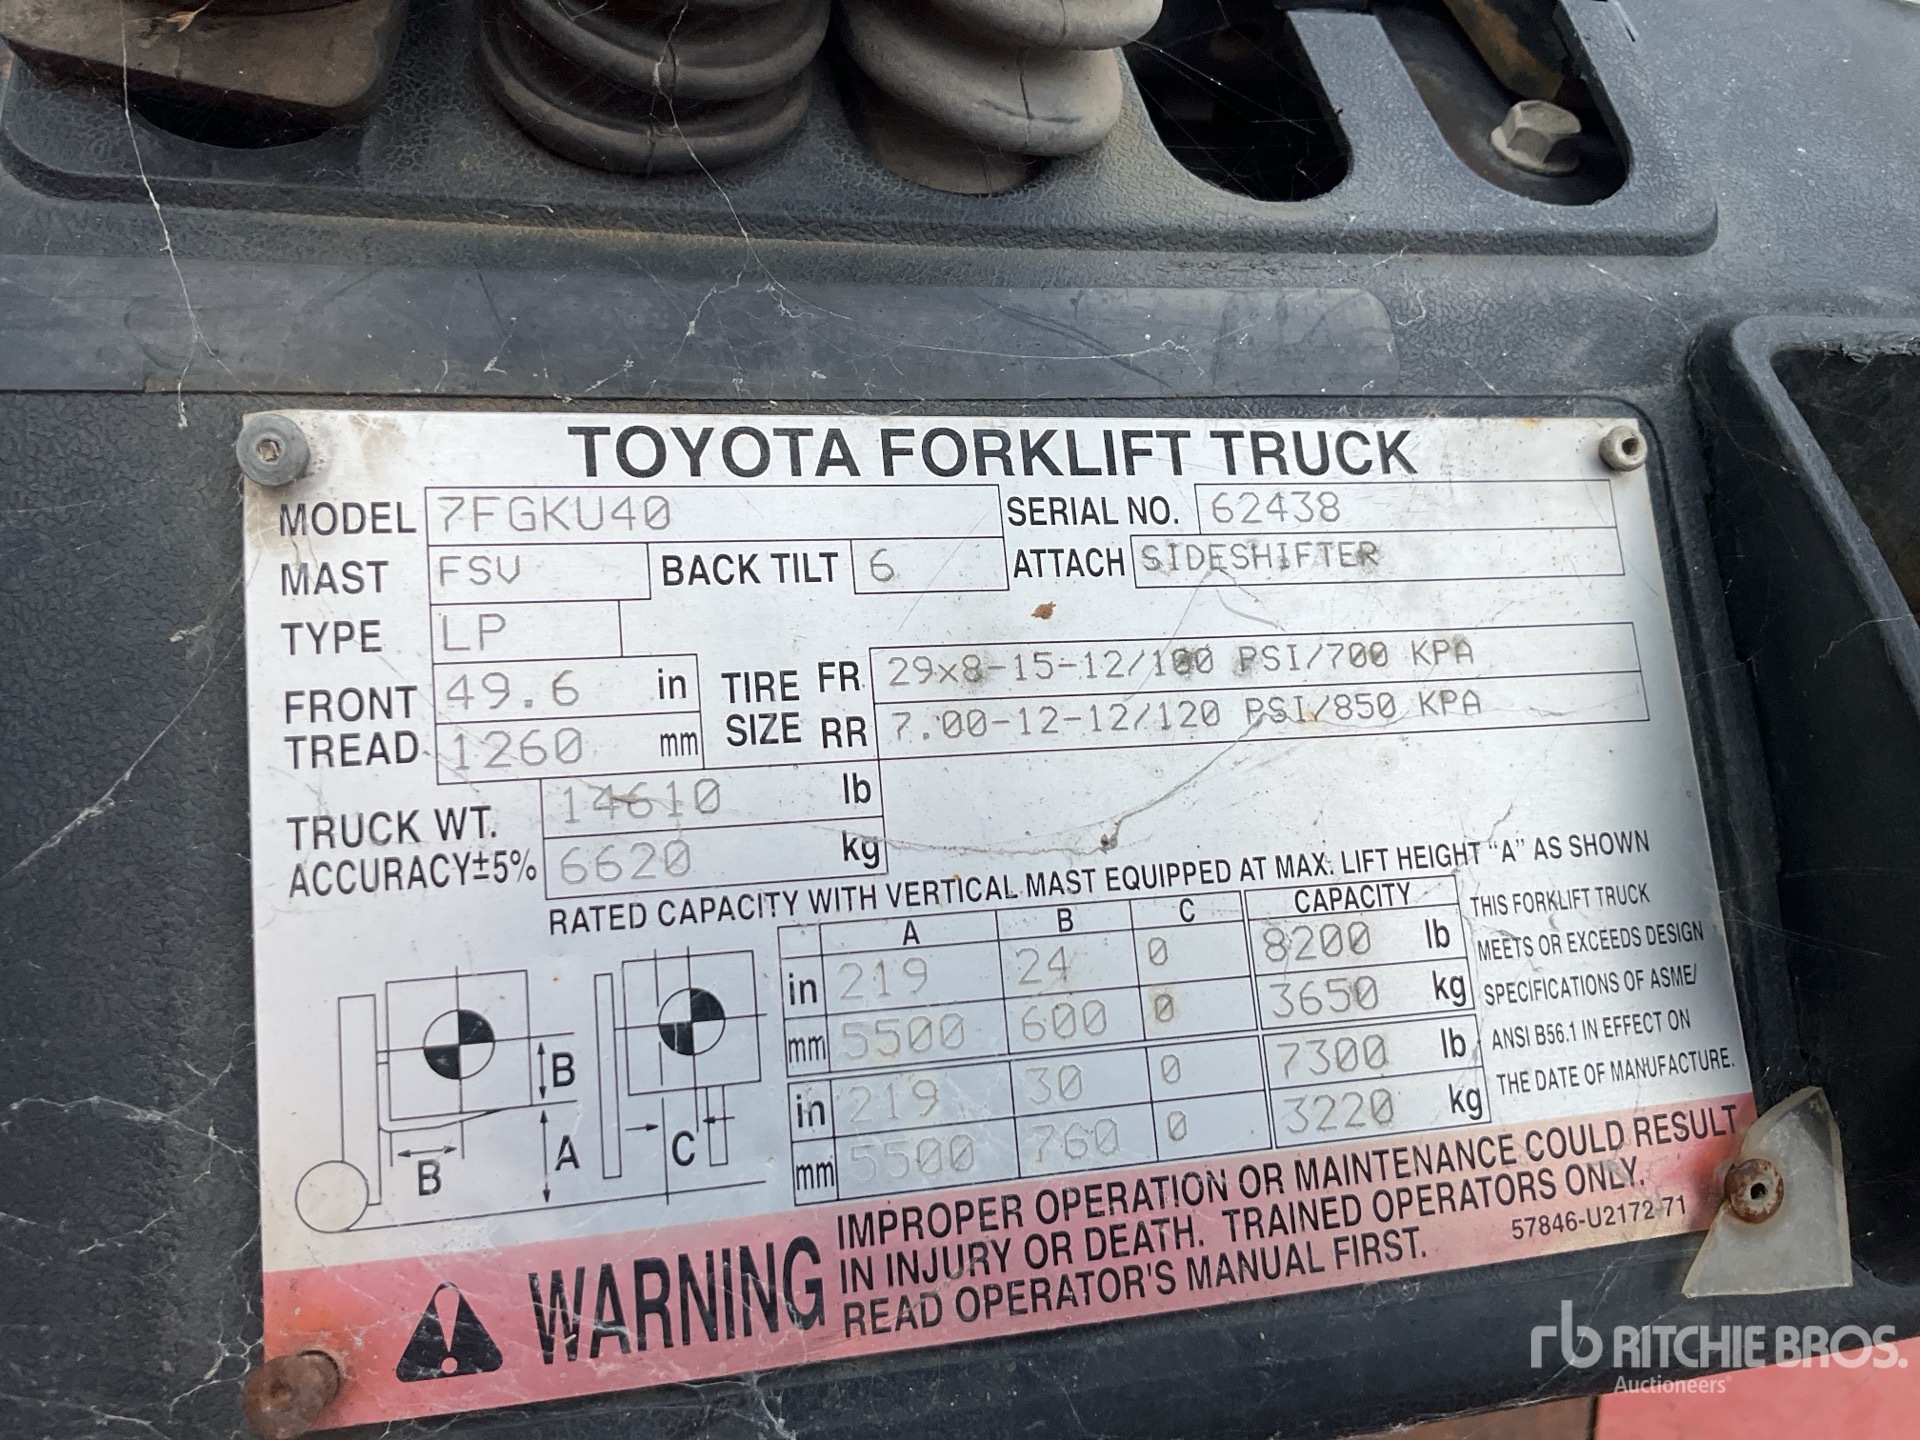 TOYOTA FORKLIFT TRUCK
MODEL 7FGKU40 SERIAL NO. 62438
MAST FSV BACK TILT 6 ATTACH SIDESHIFTER
TYPE LP
FRONT TREAD 49.6 in
1260 mm
TIRE SIZE FR 29x8-15-12/100 PSI/700 KPA
RR 7.00-12-12/120 PSI/850 KPA
TRUCK WT. 14610 lb
ACCURACY±5% 6620 kg
RATED CAPACITY WITH VERTICAL MAST EQUIPPED AT MAX. LIFT HEIGHT "A" AS SHOWN
A B C CAPACITY
in 219 24 0 8200 lb
mm 5500 600 0 3650 kg
in 219 30 0 7300 lb
mm 5500 760 0 3220 kg
THIS FORKLIFT TRUCK
MEETS OR EXCEEDS DESIGN
SPECIFICATIONS OF ASME/
ANSI B56.1 IN EFFECT ON
THE DATE OF MANUFACTURE.
B
A
B
C
WARNING
IMPROPER OPERATION OR MAINTENANCE COULD RESULT
IN INJURY OR DEATH. TRAINED OPERATORS ONLY.
READ OPERATOR'S MANUAL FIRST.
57846-U2172-71
rb RITCHIE BROS.
Auctioneers